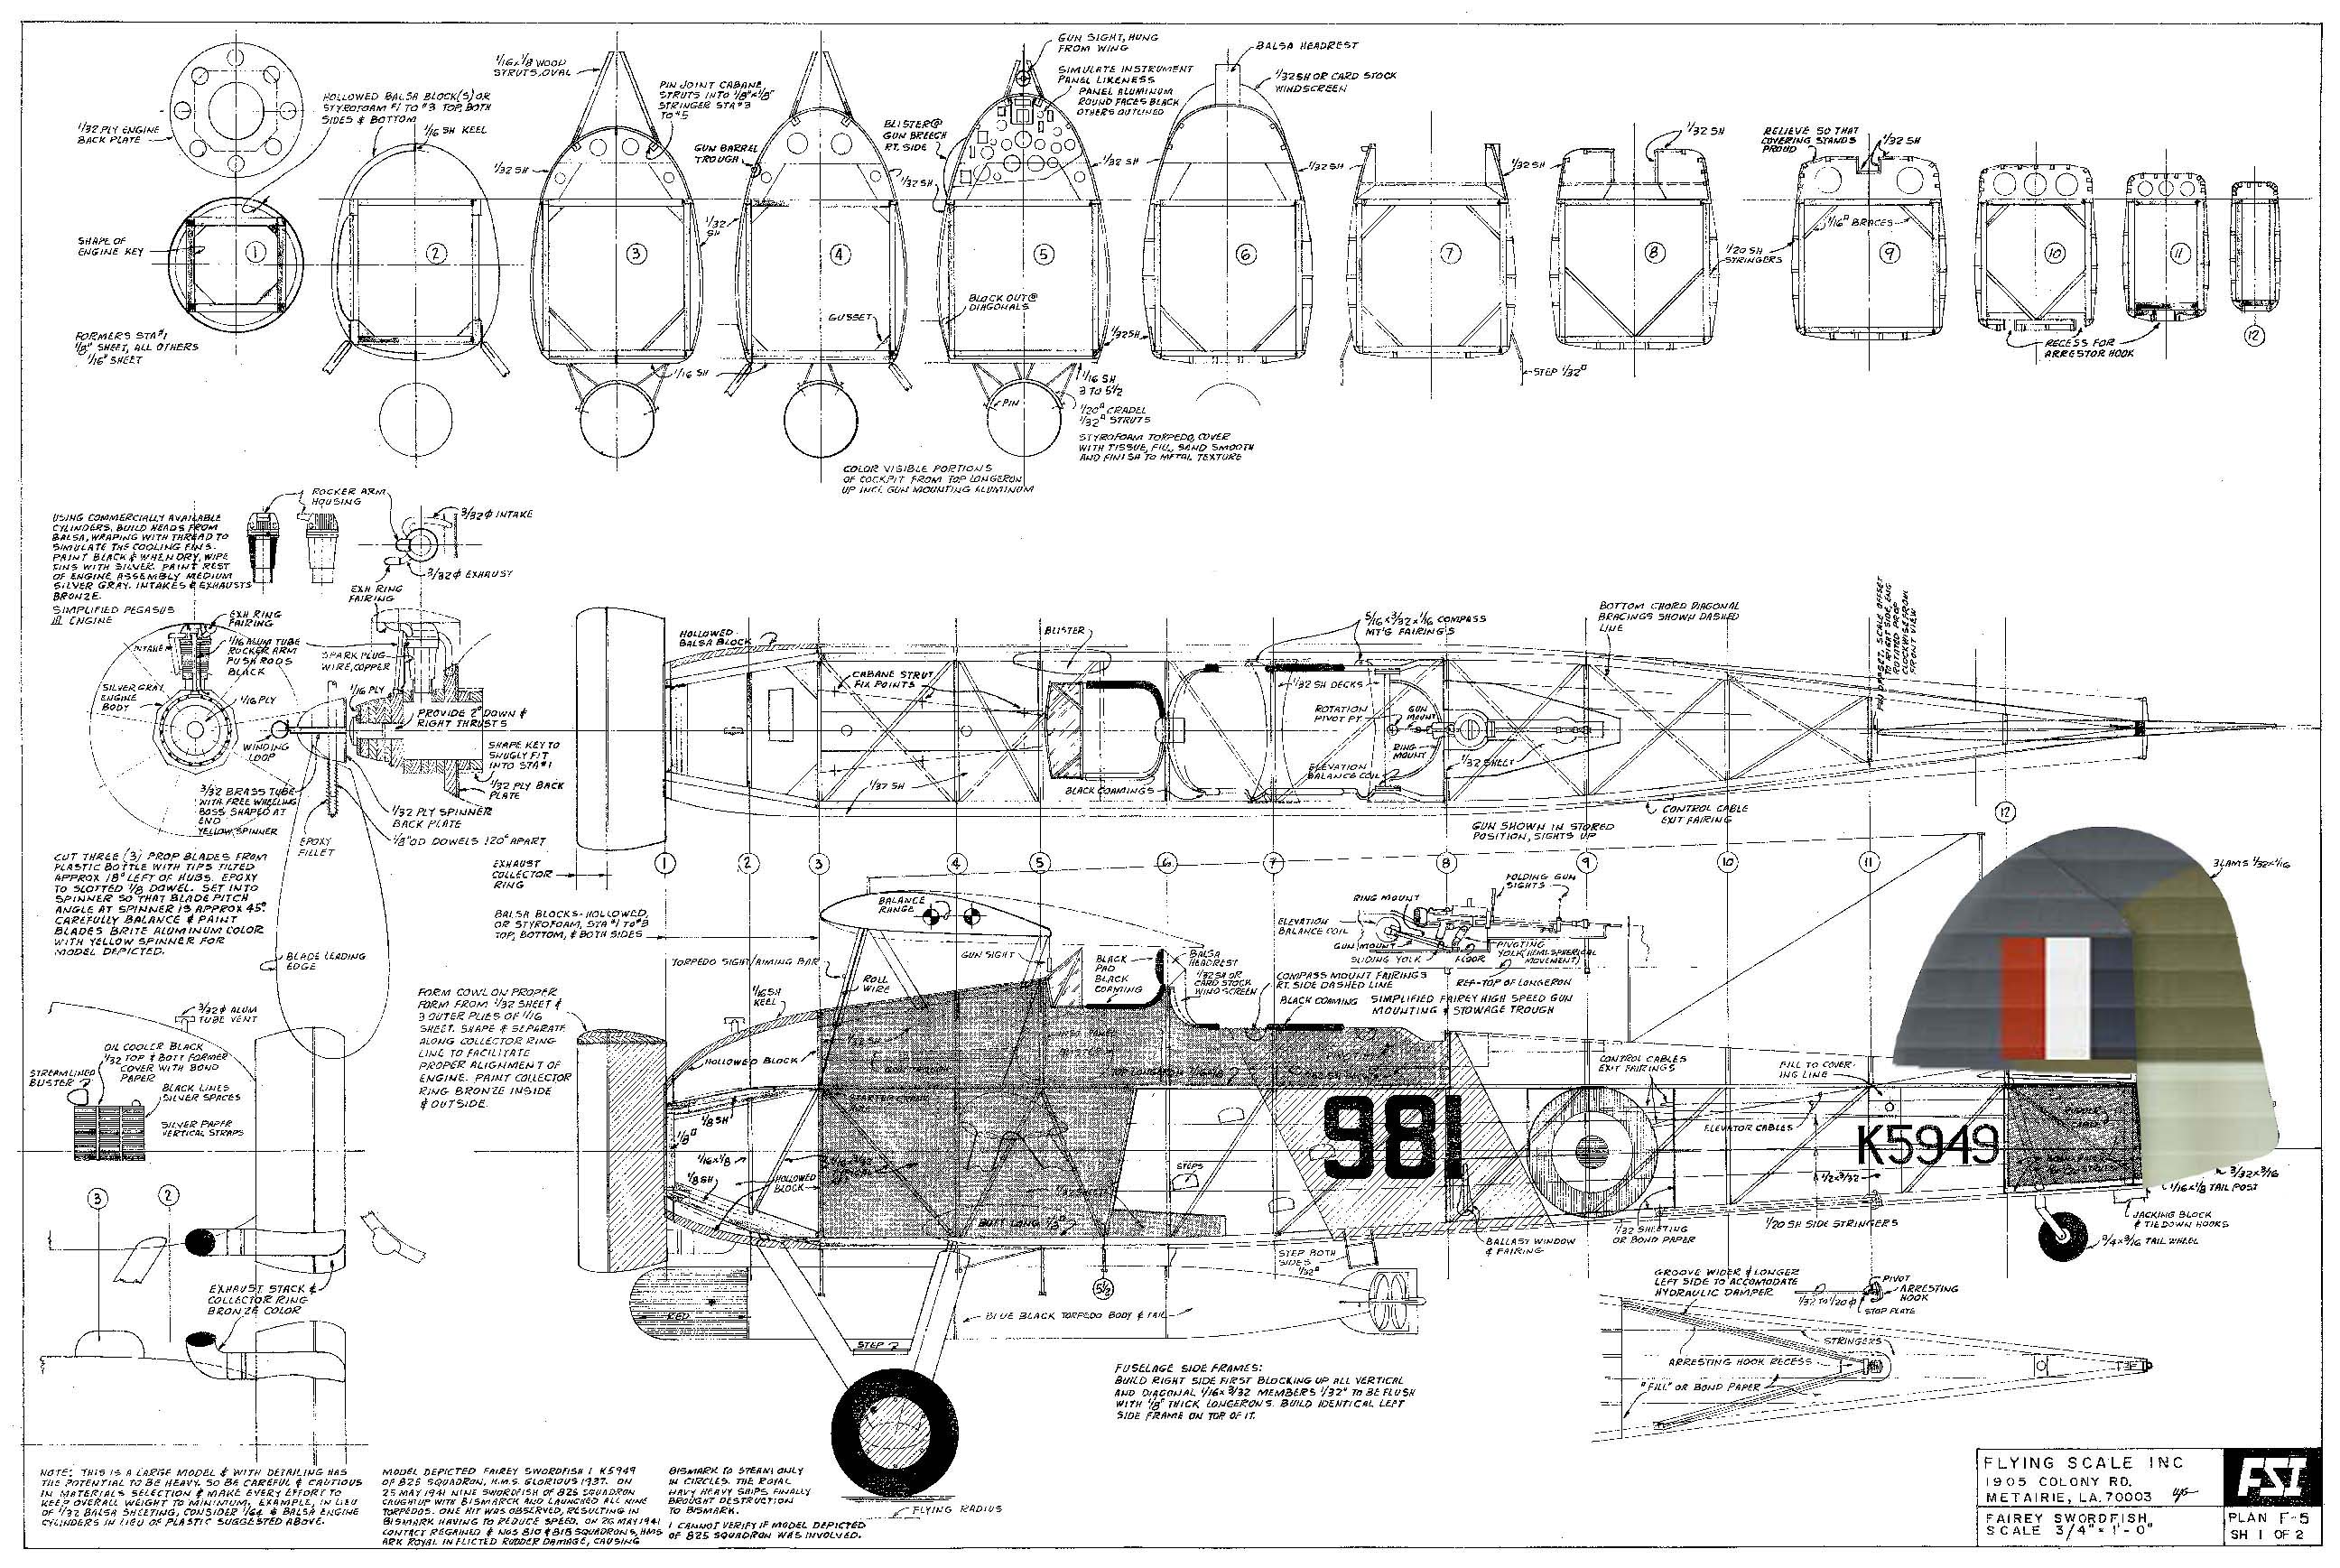 GUN SIGHT, HUNG
FROM WING
BALSA HEADREST
1/16 x 1/8 WOOD
STRUTS, OVAL
SIMULATE INSTRUMENT
PANEL LIKENESS
PANEL ALUMINUM
ROUND FACES BLACK
OTHERS OUTLINED
1/32 SH OR CARD STOCK
WINDSCREEN
HOLLOWED BALSA BLOCK(S) OR
STYROFOAM #1 TO #3 TOP, BOTH
SIDES & BOTTOM
PIN JOINT CABANE
STRUTS INTO 1/8" x 1/8"
STRINGER STA #3
TO #5
1/32 PLY ENGINE
BACK PLATE
1/16 SH KEEL
BLISTER @
GUN BREECH
RT. SIDE
GUN BARREL
TROUGH
1/32 SH
1/32 SH
1/32 SH
1/32 SH
1/32 SH
1/32 SH
RELIEVE SO THAT
COVERING STANDS
PROUD
1/32 SH
1/32
SH
SHAPE OF
ENGINE KEY
1/16" BRACES
1/20 SH
STRINGERS
1
2
3
4
5
6
7
8
9
10
11
12
BLOCK OUT @
DIAGONALS
GUSSET
FORMERS STA #1
1/8" SHEET, ALL OTHERS
1/16" SHEET
1/32 SH
RECESS FOR
ARRESTOR HOOK
1/16 SH
1/16 SH
3 TO 5 1/2
STEP 1/32"
PIN
1/20" CRADEL
1/32" STRUTS
STYROFOAM TORPEDO, COVER
WITH TISSUE, FILL, SAND SMOOTH
AND FINISH TO METAL TEXTURE
COLOR VISIBLE PORTIONS
OF COCKPIT FROM TOP LONGERON
UP INCL GUN MOUNTING ALUMINUM
ROCKER ARM
HOUSING
3/32 Φ INTAKE
USING COMMERCIALLY AVAILABLE
CYLINDERS, BUILD HEADS FROM
BALSA, WRAPING WITH THREAD TO
SIMULATE THE COOLING FINS.
PAINT BLACK & WHEN DRY, WIPE
FINS WITH SILVER. PAINT REST
OF ENGINE ASSEMBLY MEDIUM
SILVER GRAY. INTAKES & EXHAUSTS
BRONZE.
3/32 Φ EXHAUST
EXH RING
FAIRING
SIMPLIFIED PEGASUS
III ENGINE
EXH RING
FAIRING
INTAKE
1/16 ALUM TUBE
ROCKER ARM
PUSH RODS
BLACK
SPARK PLUG
WIRE, COPPER
SILVER GRAY
ENGINE
BODY
1/16 PLY
1/16 PLY
PROVIDE 2° DOWN &
RIGHT THRUSTS
WINDING
LOOP
SHAPE KEY TO
SNUGLY FIT
INTO STA #1
1/32 PLY BACK
PLATE
3/32 BRASS TUBE
WITH FREE WHEELING
BOSS SHAPED AT
END
YELLOW SPINNER
1/32 PLY SPINNER
BACK PLATE
EPOXY
FILLET
1/8" OD DOWELS 120° APART
HOLLOWED
BALSA BLOCK
BLISTER
5/16 x 3/32 x 1/16 COMPASS
MT'G FAIRINGS
BOTTOM CHORD DIAGONAL
BRACINGS SHOWN DASHED
LINE
CABANE STRUT
FIX POINTS
1/32 SH DECKS
ROTATION
PIVOT PT.
GUN
MOUNT
RING
MOUNT
ELEVATION
BALANCE COIL
1/32 SHEET
1/32 SH
BLACK COAMINGS
GUN SHOWN IN STORED
POSITION, SIGHTS UP
CONTROL CABLE
EXIT FAIRING
CUT THREE (3) PROP BLADES FROM
PLASTIC BOTTLE WITH TIPS TILTED
APPROX 18° LEFT OF HUBS. EPOXY
TO SLOTTED 1/8 DOWEL. SET INTO
SPINNER SO THAT BLADE PITCH
ANGLE AT SPINNER IS APPROX 45°.
CAREFULLY BALANCE & PAINT
BLADES BRITE ALUMINUM COLOR
WITH YELLOW SPINNER FOR
MODEL DEPICTED.
EXHAUST
COLLECTOR
RING
1
2
3
4
5
6
7
8
9
10
11
12
3 LAMS 1/32 x 1/16
BALANCE
RANGE
BALSA BLOCKS-HOLLOWED,
OR STYROFOAM, STA #1 TO #3
TOP, BOTTOM, & BOTH SIDES
RING MOUNT
FOLDING GUN
SIGHTS
ELEVATION
BALANCE COIL
GUN MOUNT
SLIDING YOLK
FLOOR
PIVOTING
YOLK (HEMI-SPHERICAL
MOVEMENT)
REF-TOP OF LONGERON
BLADE LEADING
EDGE
TORPEDO SIGHT/AIMING BAR
GUN SIGHT
BLACK
PAD
BLACK
COAMING
BALSA
HEADREST
1/32 SH OR
CARD STOCK
WINDSCREEN
COMPASS MOUNT FAIRINGS
RT. SIDE DASHED LINE
BLACK COAMING
SIMPLIFIED FAIREY HIGH SPEED GUN
MOUNTING & STOWAGE TROUGH
ROLL
WIRE
1/16 SH
KEEL
FORM COWL ON PROPER
FORM FROM 1/32 SHEET &
3 OUTER PLIES OF 1/16
SHEET. SHAPE & SEPARATE
ALONG COLLECTOR RING
LINE TO FACILITATE
PROPER ALIGNMENT OF
ENGINE. PAINT COLLECTOR
RING BRONZE INSIDE
& OUTSIDE.
3/32 Φ ALUM
TUBE VENT
OIL COOLER BLACK
1/32 TOP & BOTT FORMER
COVER WITH BOND
PAPER
STREAMLINED
BLISTER
BLACK LINES
SILVER SPACES
SILVER PAPER
VERTICAL STRAPS
HOLLOWED BLOCK
CONTROL CABLES
EXIT FAIRINGS
FILL TO COVER-
ING LINE
1/8 SH
1/8"
1/16 x 1/8
1/8 SH
HOLLOWED
BLOCK
981
ELEVATOR CABLES
K5949
STEPS
1/2 x 3/32
3/32 x 3/16
1/16 x 1/8 TAIL POST
JACKING BLOCK
& TIEDOWN HOOKS
3/4 x 3/16 TAIL WHEEL
1/32 SHEETING
OR BOND PAPER
1/20 SH SIDE STRINGERS
BALLAST WINDOW
& FAIRING
STEP BOTH
SIDES
1/32"
3
2
5 1/2
EXHAUST STACK &
COLLECTOR RING
BRONZE COLOR
RED
BLUE BLACK TORPEDO BODY & TAIL
STEP
GROOVE WIDER & LONGER
LEFT SIDE TO ACCOMODATE
HYDRAULIC DAMPER
1/32 TO 1/20 Φ
PIVOT
ARRESTING
HOOK
STOP PLATE
STRINGERS
ARRESTING HOOK RECESS
"FILL" OR BOND PAPER
FUSELAGE SIDE FRAMES:
BUILD RIGHT SIDE FIRST BLOCKING UP ALL VERTICAL
AND DIAGONAL 1/16 x 3/32 MEMBERS 1/32" TO BE FLUSH
WITH 1/8" THICK LONGERONS. BUILD IDENTICAL LEFT
SIDE FRAME ON TOP OF IT.
NOTE: THIS IS A LARGE MODEL & WITH DETAILING HAS
THE POTENTIAL TO BE HEAVY. SO BE CAREFUL & CAUTIOUS
IN MATERIALS SELECTION & MAKE EVERY EFFORT TO
KEEP OVERALL WEIGHT TO MINIMUM, EXAMPLE, IN LIEU
OF 1/32 BALSA SHEETING, CONSIDER 1/64 & BALSA ENGINE
CYLINDERS IN LIEU OF PLASTIC SUGGESTED ABOVE.
MODEL DEPICTED FAIREY SWORDFISH I K5949
OF 825 SQUADRON, H.M.S. GLORIOUS 1937. ON
25 MAY 1941 NINE SWORDFISH OF 825 SQUADRON
CAUGHT UP WITH BISMARCK AND LAUNCHED ALL NINE
TORPEDOS. ONE HIT WAS OBSERVED, RESULTING IN
BISMARK HAVING TO REDUCE SPEED. ON 26 MAY 1941
CONTACT REGAINED & NOS 810 & 818 SQUADRONS, HMS
ARK ROYAL INFLICTED RUDDER DAMAGE, CAUSING
BISMARK TO STEAM ONLY
IN CIRCLES. THE ROYAL
NAVY HEAVY SHIPS FINALLY
BROUGHT DESTRUCTION
TO BISMARK.
I CANNOT VERIFY IF MODEL DEPICTED
OF 825 SQUADRON WAS INVOLVED.
FLYING RADIUS
FLYING SCALE INC
1905 COLONY RD.
METAIRIE, LA. 70003
FSI
FAIREY SWORDFISH
SCALE 3/4" = 1'-0"
PLAN F-5
SH 1 OF 2